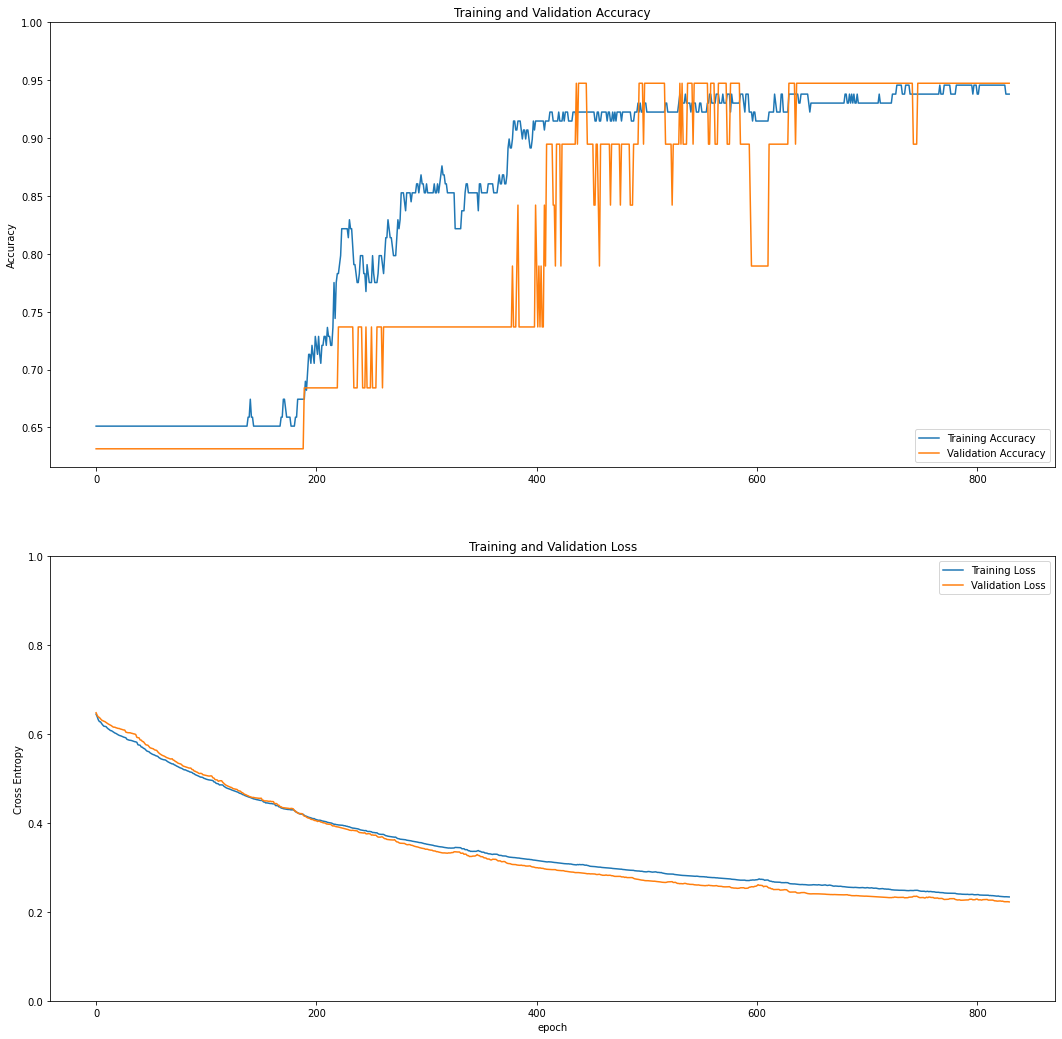 Training and Validation Accuracy
1.00
0.95
0.90
0.85
0.80
0.75
0.70
0.65
Accuracy
Training Accuracy
Validation Accuracy
0 200 400 600 800
Training and Validation Loss
1.0
0.8
0.6
0.4
0.2
0.0
Cross Entropy
Training Loss
Validation Loss
0 200 400 600 800
epoch